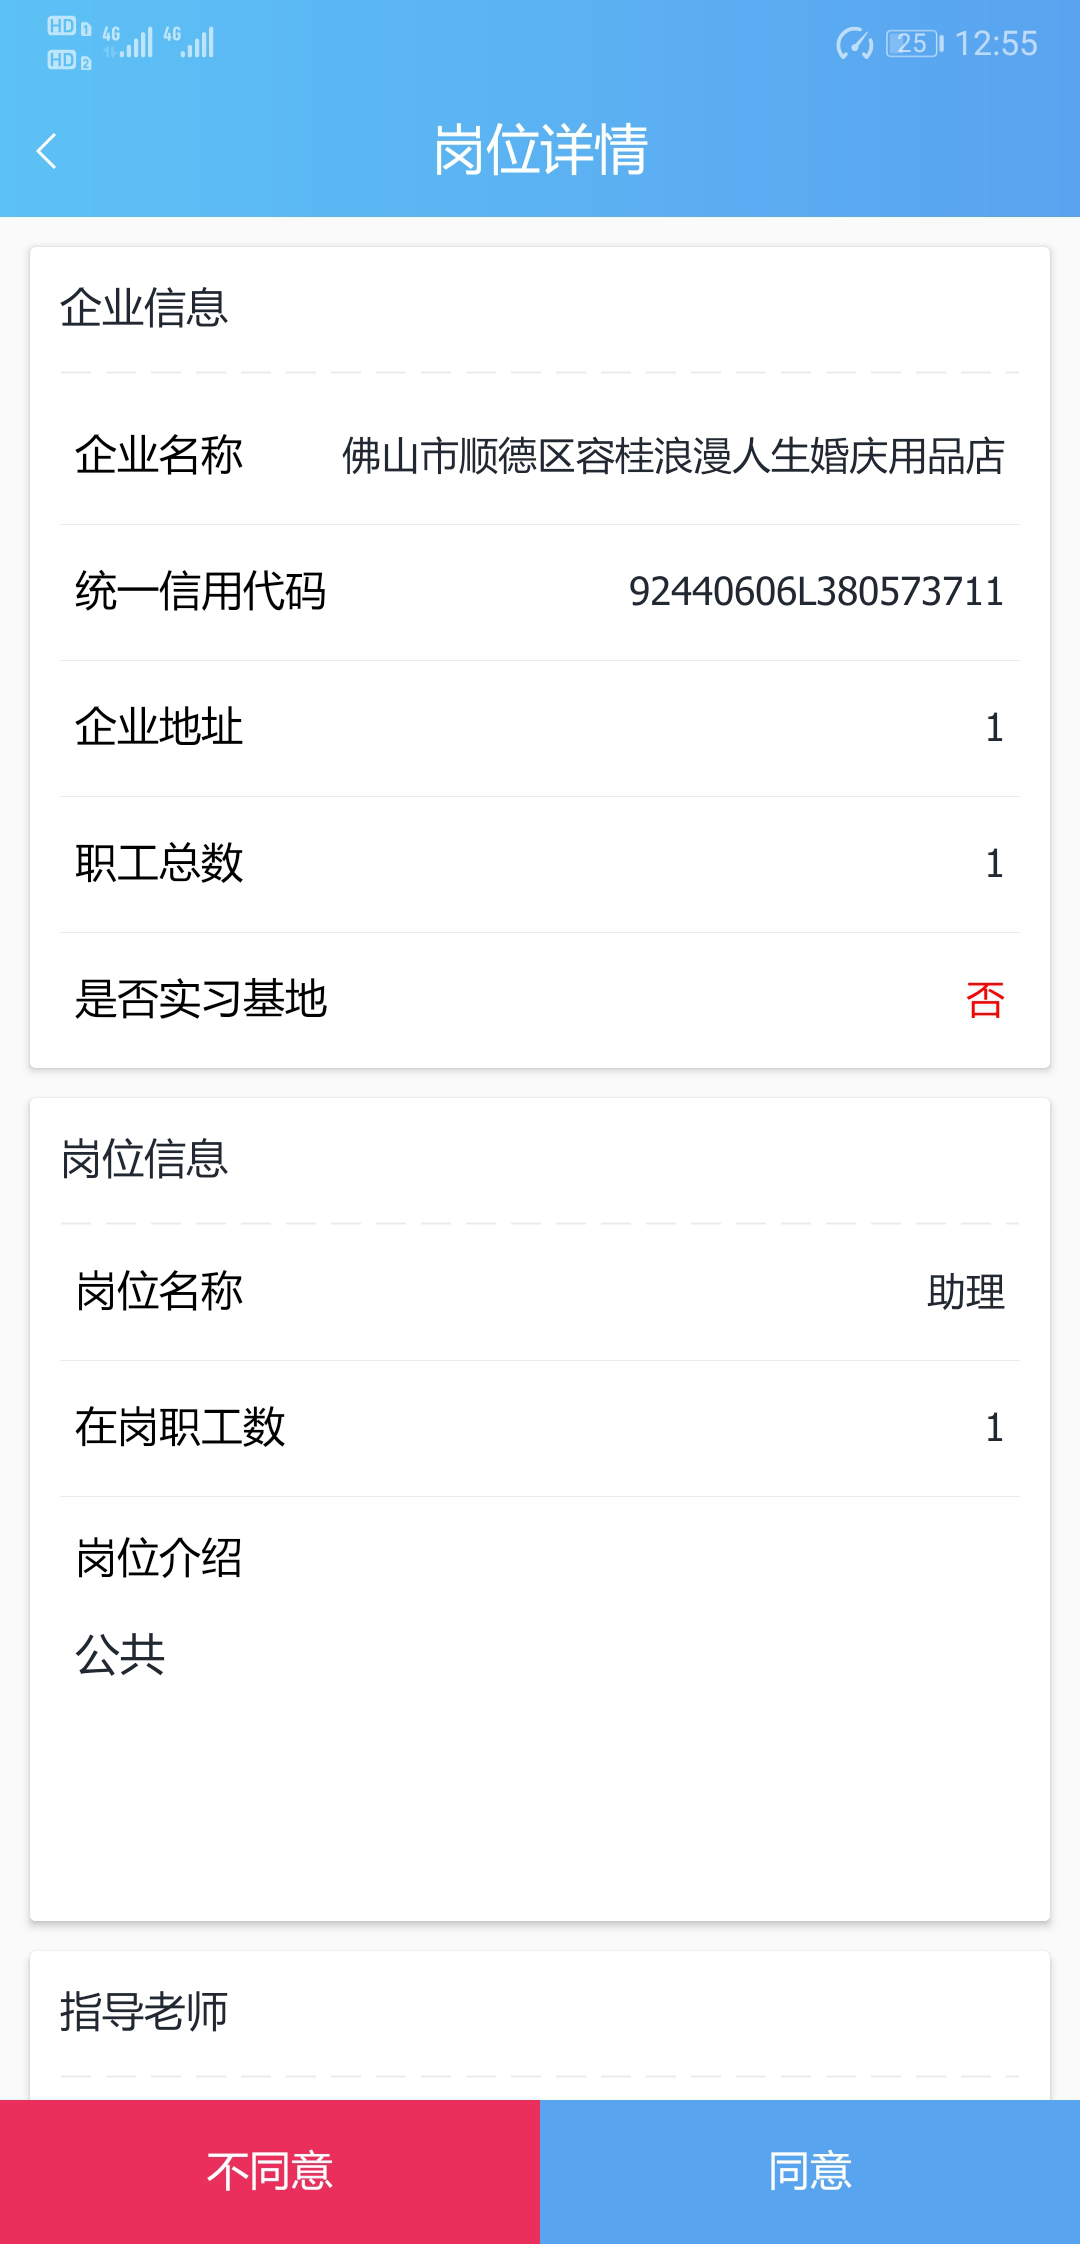 HD 1 4G 4G 25 12:55
HD 2
岗位详情
企业信息
企业名称 佛山市顺德区容桂浪漫人生婚庆用品店
统一信用代码 92440606L380573711
企业地址 1
职工总数 1
是否实习基地 否
岗位信息
岗位名称 助理
在岗职工数 1
岗位介绍
公共
指导老师
不同意 同意